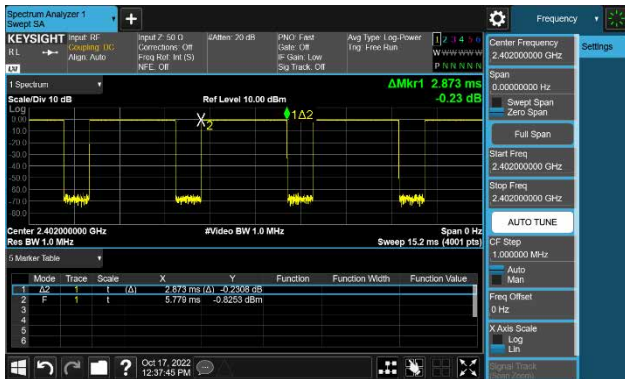 Spectrum Analyzer 1
Swept SA
+
Frequency
KEYSIGHT
RL
Input: RF
Coupling: DC
Align: Auto
Input Z: 50 Ω
Corrections: Off
Freq Ref: Int (S)
NFE: Off
#Atten: 20 dB
PNO: Fast
Gate: Off
IF Gain: Low
Sig Track: Off
Avg Type: Log-Power
Trig: Free Run
1 2 3 4 5 6
W W W W W W
P N N N N N
LXI
1 Spectrum
Scale/Div 10 dB
Log
Ref Level 10.00 dBm
ΔMkr1 2.873 ms
-0.23 dB
0.00
-10.0
-20.0
-30.0
-40.0
-50.0
-60.0
-70.0
-80.0
X2
1Δ2
Center 2.402000000 GHz
Res BW 1.0 MHz
#Video BW 1.0 MHz
Span 0 Hz
Sweep 15.2 ms (4001 pts)
5 Marker Table
Mode Trace Scale X Y Function Function Width Function Value
1 Δ2 1 t (Δ) 2.873 ms (Δ) -0.2308 dB
2 F 1 t 5.779 ms -0.8253 dBm
3
4
5
6
?
Oct 17, 2022
12:37:45 PM
Center Frequency
2.402000000 GHz
Settings
Span
0.00000000 Hz
Swept Span
Zero Span
Full Span
Start Freq
2.402000000 GHz
Stop Freq
2.402000000 GHz
AUTO TUNE
CF Step
1.000000 MHz
Auto
Man
Freq Offset
0 Hz
X Axis Scale
Log
Lin
Signal Track
(Span Zoom)